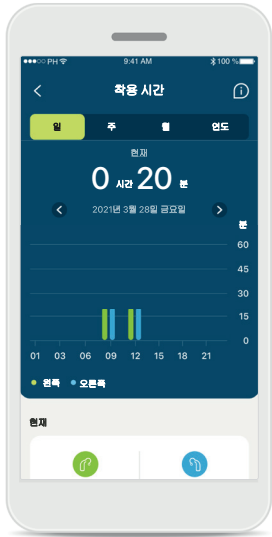 PH 9:41 AM 100 %
착용 시간
일 주 월 연도
현재
0 시간 20 분
2021년 3월 28일 금요일
분
60
45
30
15
0
01 03 06 09 12 15 18 21
왼쪽 오른쪽
현재